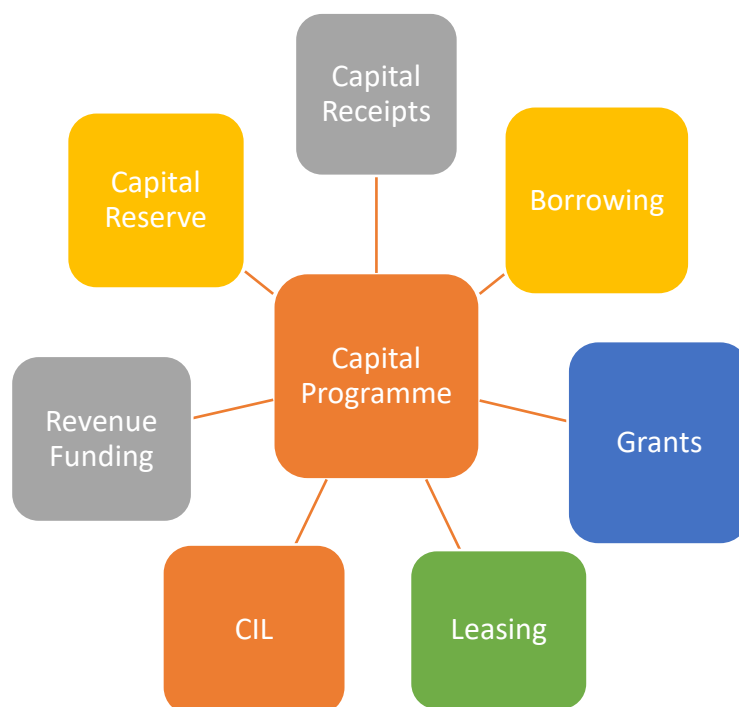 Capital
Receipts
Capital
Reserve
Borrowing
Capital
Programme
Revenue
Funding
Grants
CIL
Leasing